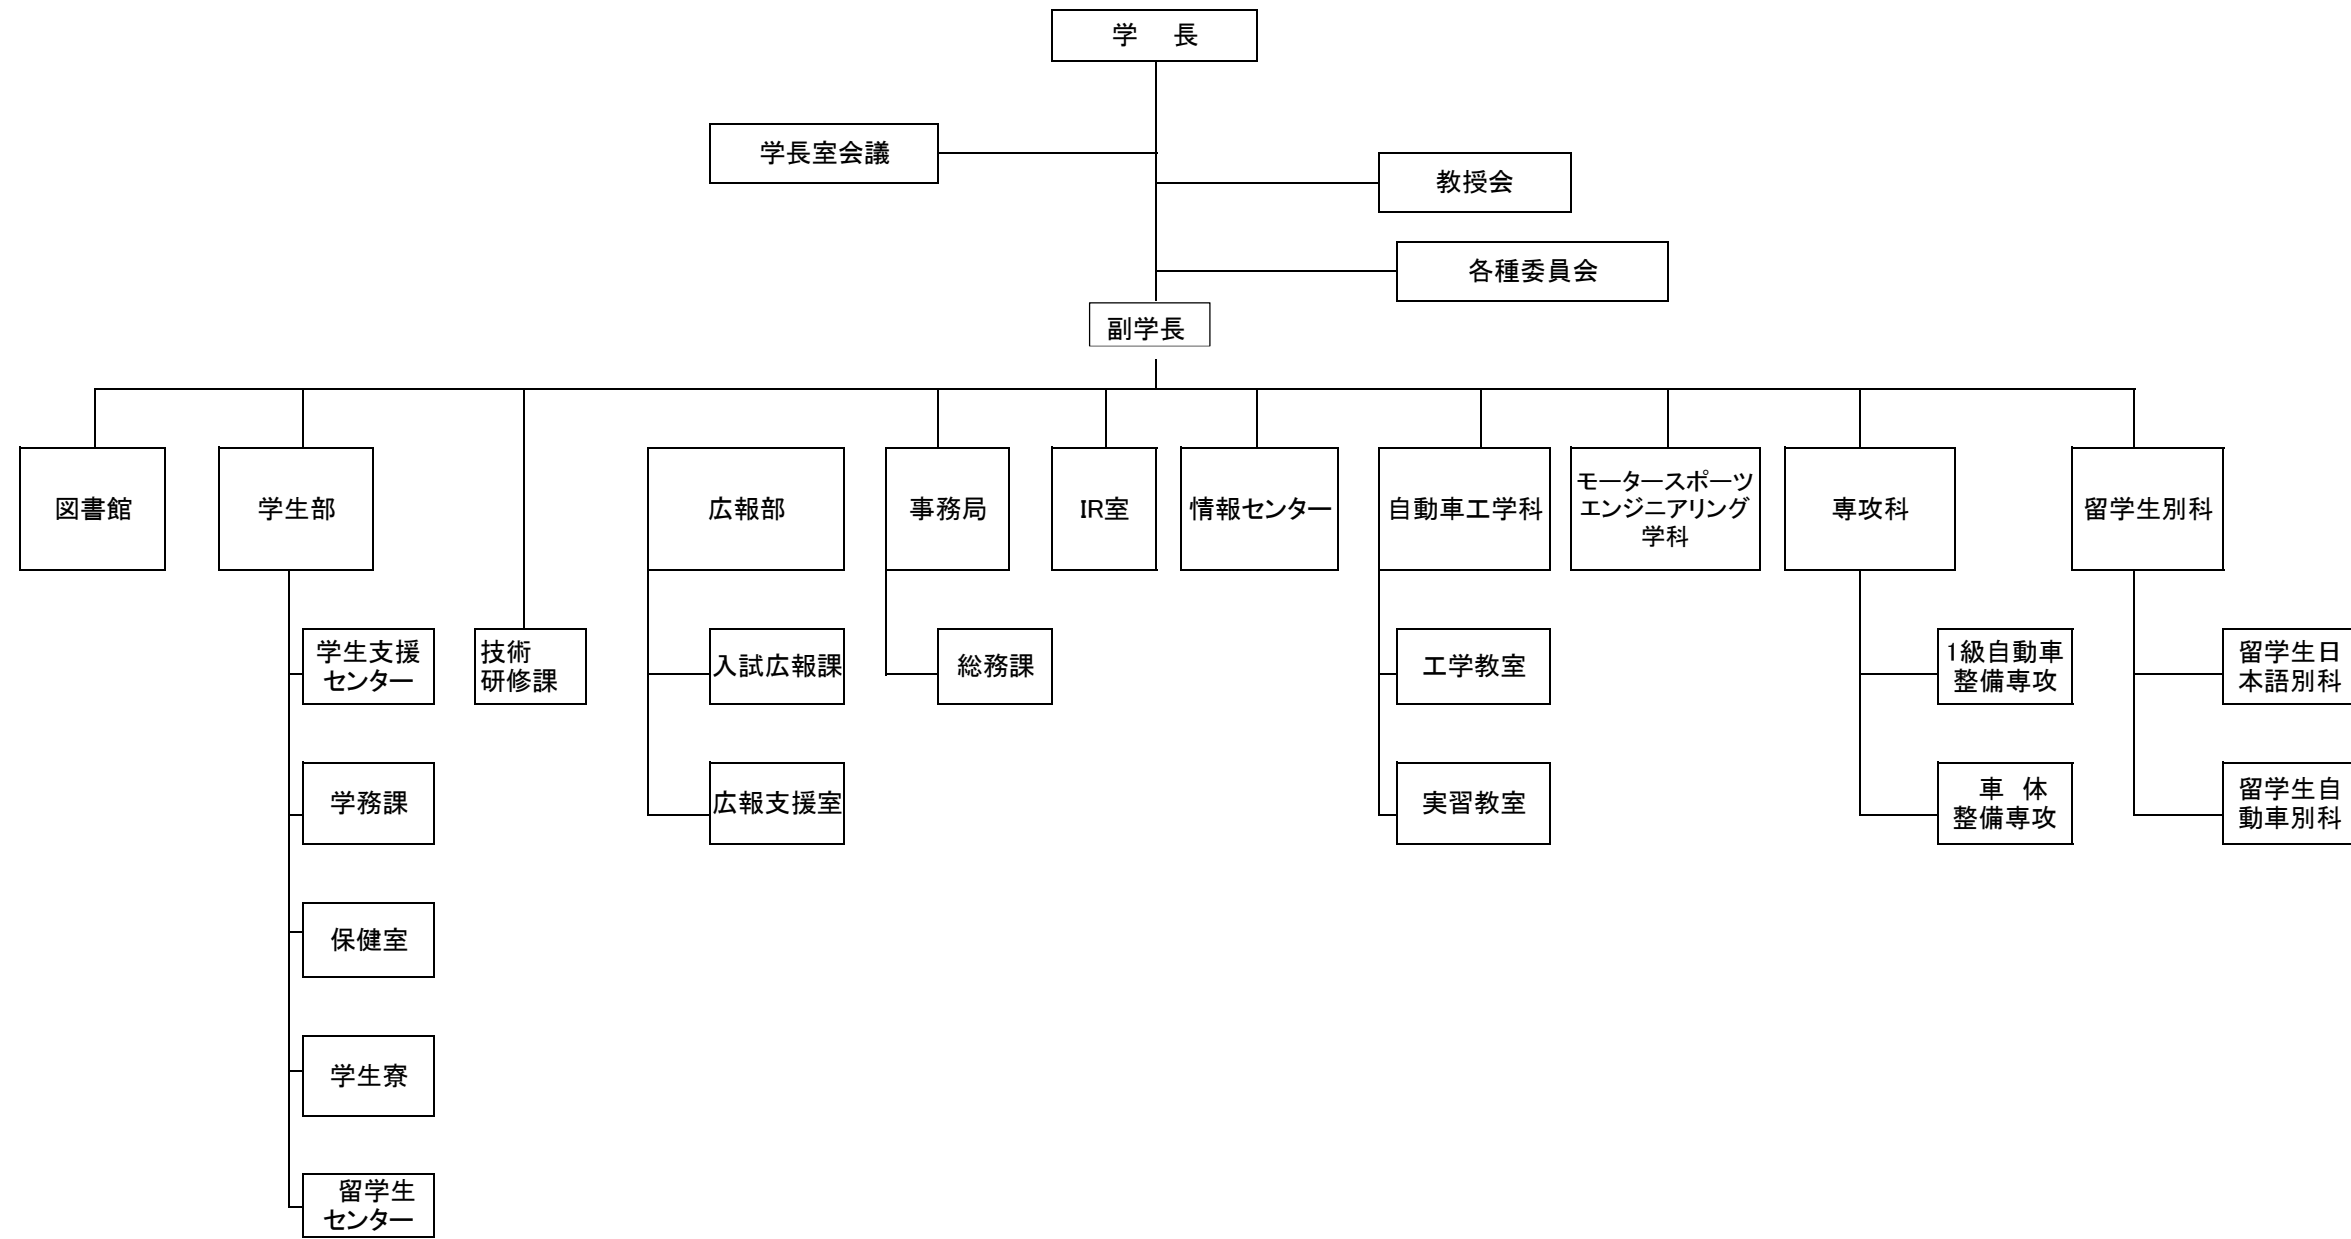 学 長
学長室会議
教授会
各種委員会
副学長
図書館
学生部
広報部
事務局
IR室
情報センター
自動車工学科
モータースポーツ
エンジニアリング
学科
専攻科
留学生別科
学生支援
センター
技術
研修課
入試広報課
総務課
工学教室
1級自動車
整備専攻
留学生日
本語別科
学務課
広報支援室
実習教室
車 体
整備専攻
留学生自
動車別科
保健室
学生寮
留学生
センター